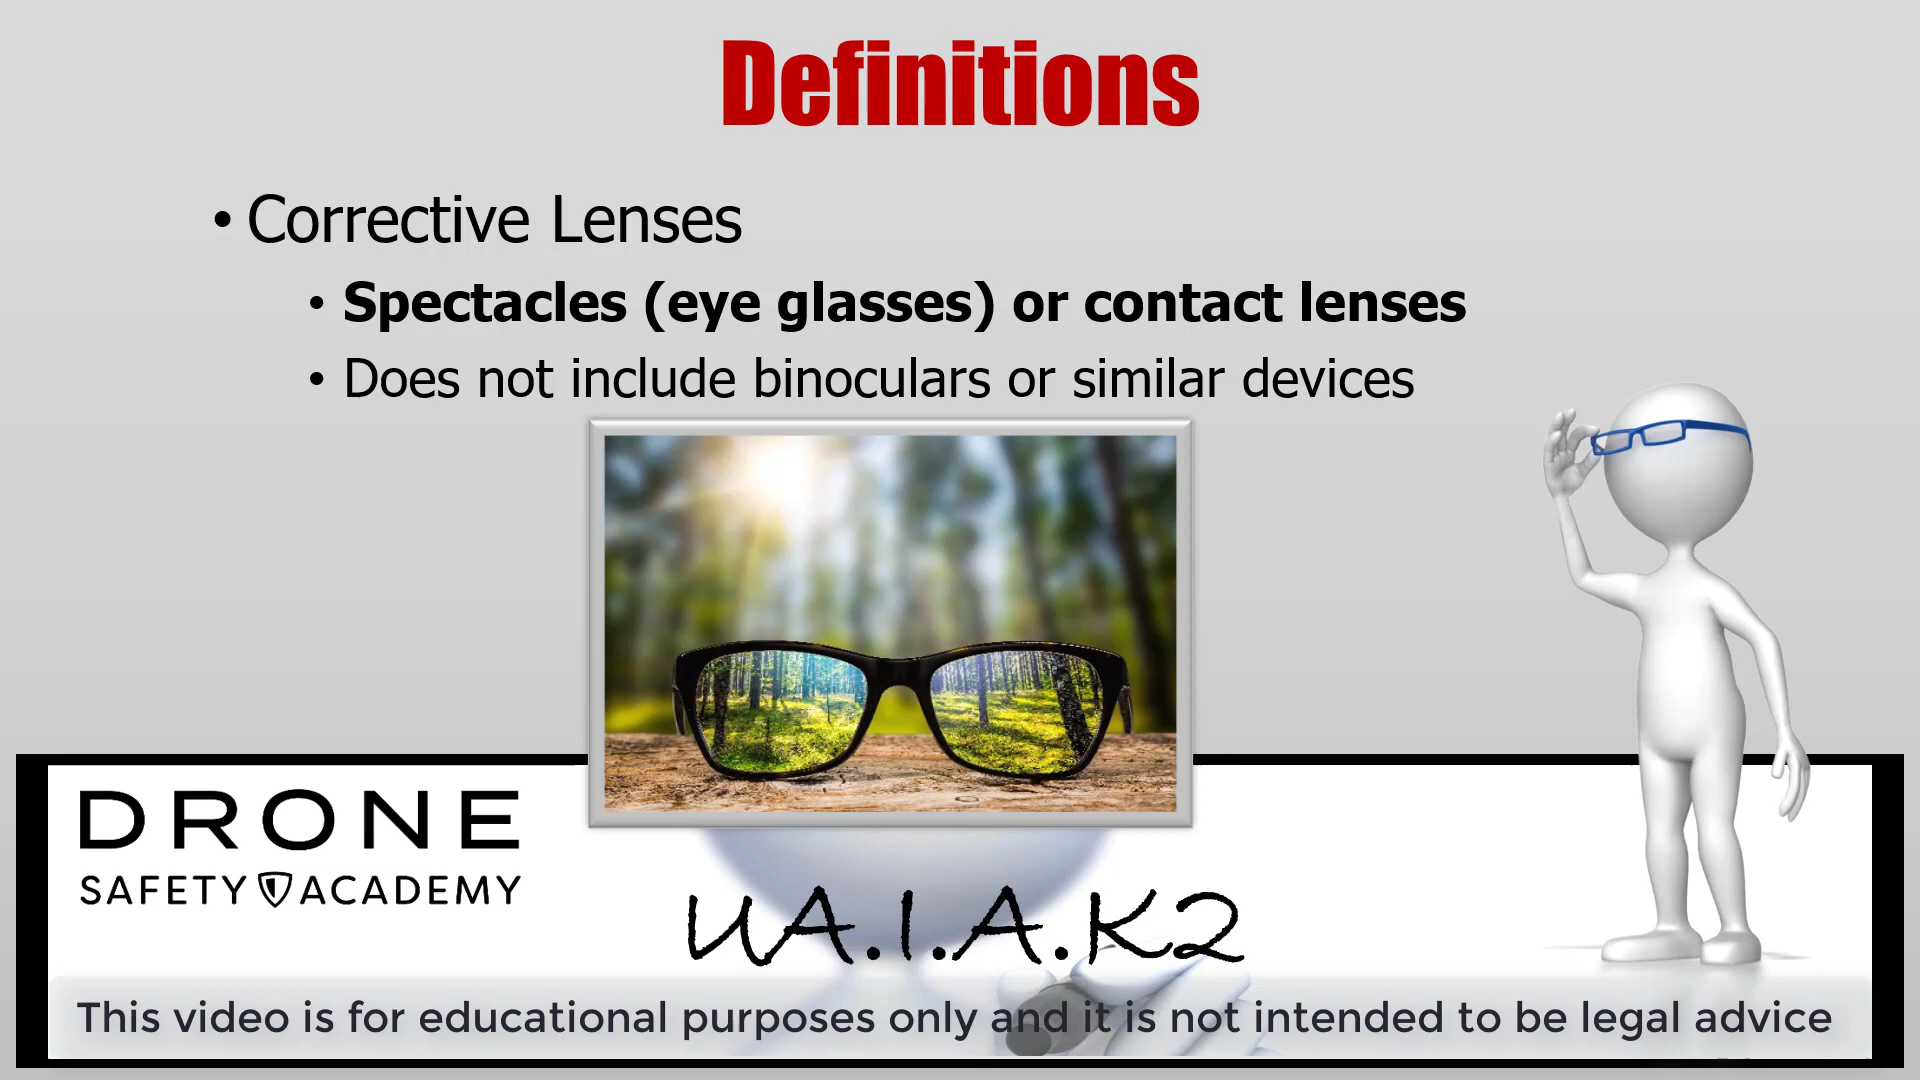 Definitions
• Corrective Lenses
• Spectacles (eye glasses) or contact lenses
• Does not include binoculars or similar devices
DRONE
SAFETY ACADEMY
UA.I.A.K2
This video is for educational purposes only and it is not intended to be legal advice